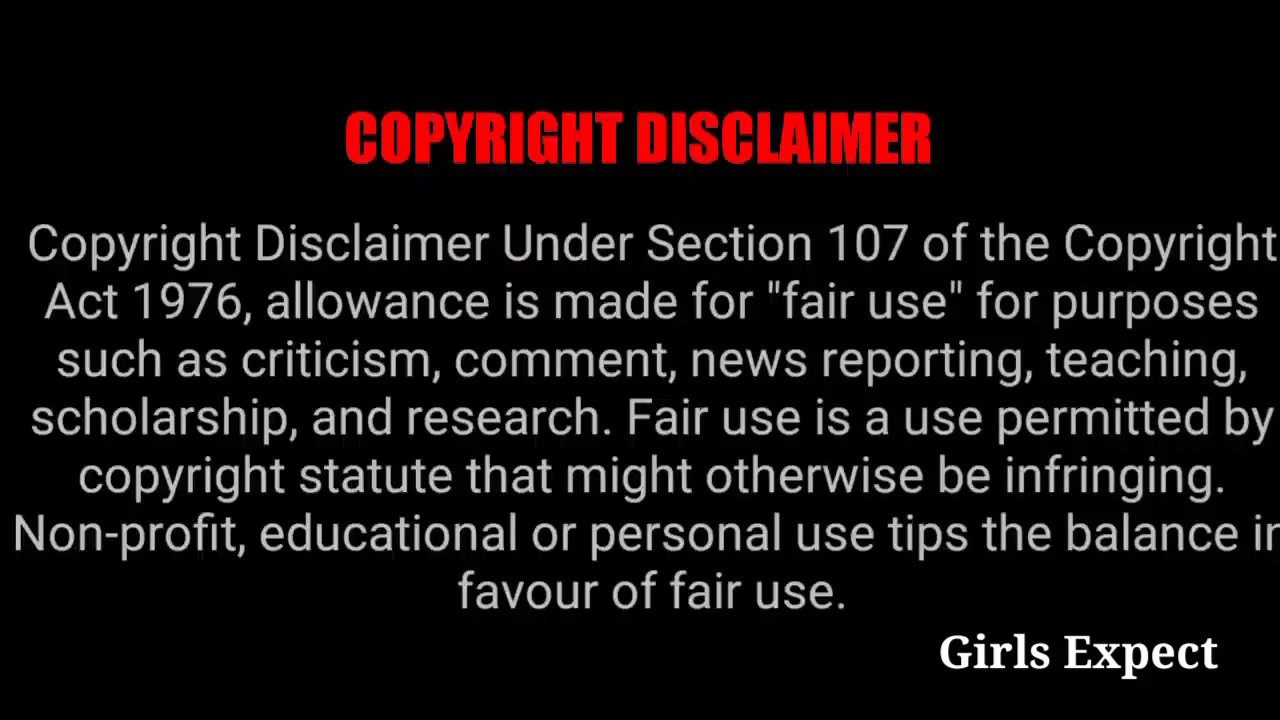 COPYRIGHT DISCLAIMER
Copyright Disclaimer Under Section 107 of the Copyright
Act 1976, allowance is made for "fair use" for purposes
such as criticism, comment, news reporting, teaching,
scholarship, and research. Fair use is a use permitted by
copyright statute that might otherwise be infringing.
Non-profit, educational or personal use tips the balance in
favour of fair use.
Girls Expect